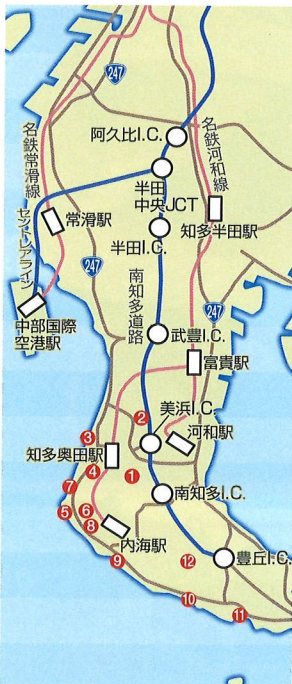 247
名鉄常滑線
阿久比I.C.
名鉄河和線
半田
中央JCT
セントレアライン
常滑駅
知多半田駅
半田I.C.
247
南知多道路
247
中部国際
空港駅
武豊I.C.
富貴駅
美浜I.C.
2
3
河和駅
知多奥田駅
4
1
7
南知多I.C.
5
6
8
内海駅
9
12
豊丘I.C.
10
11